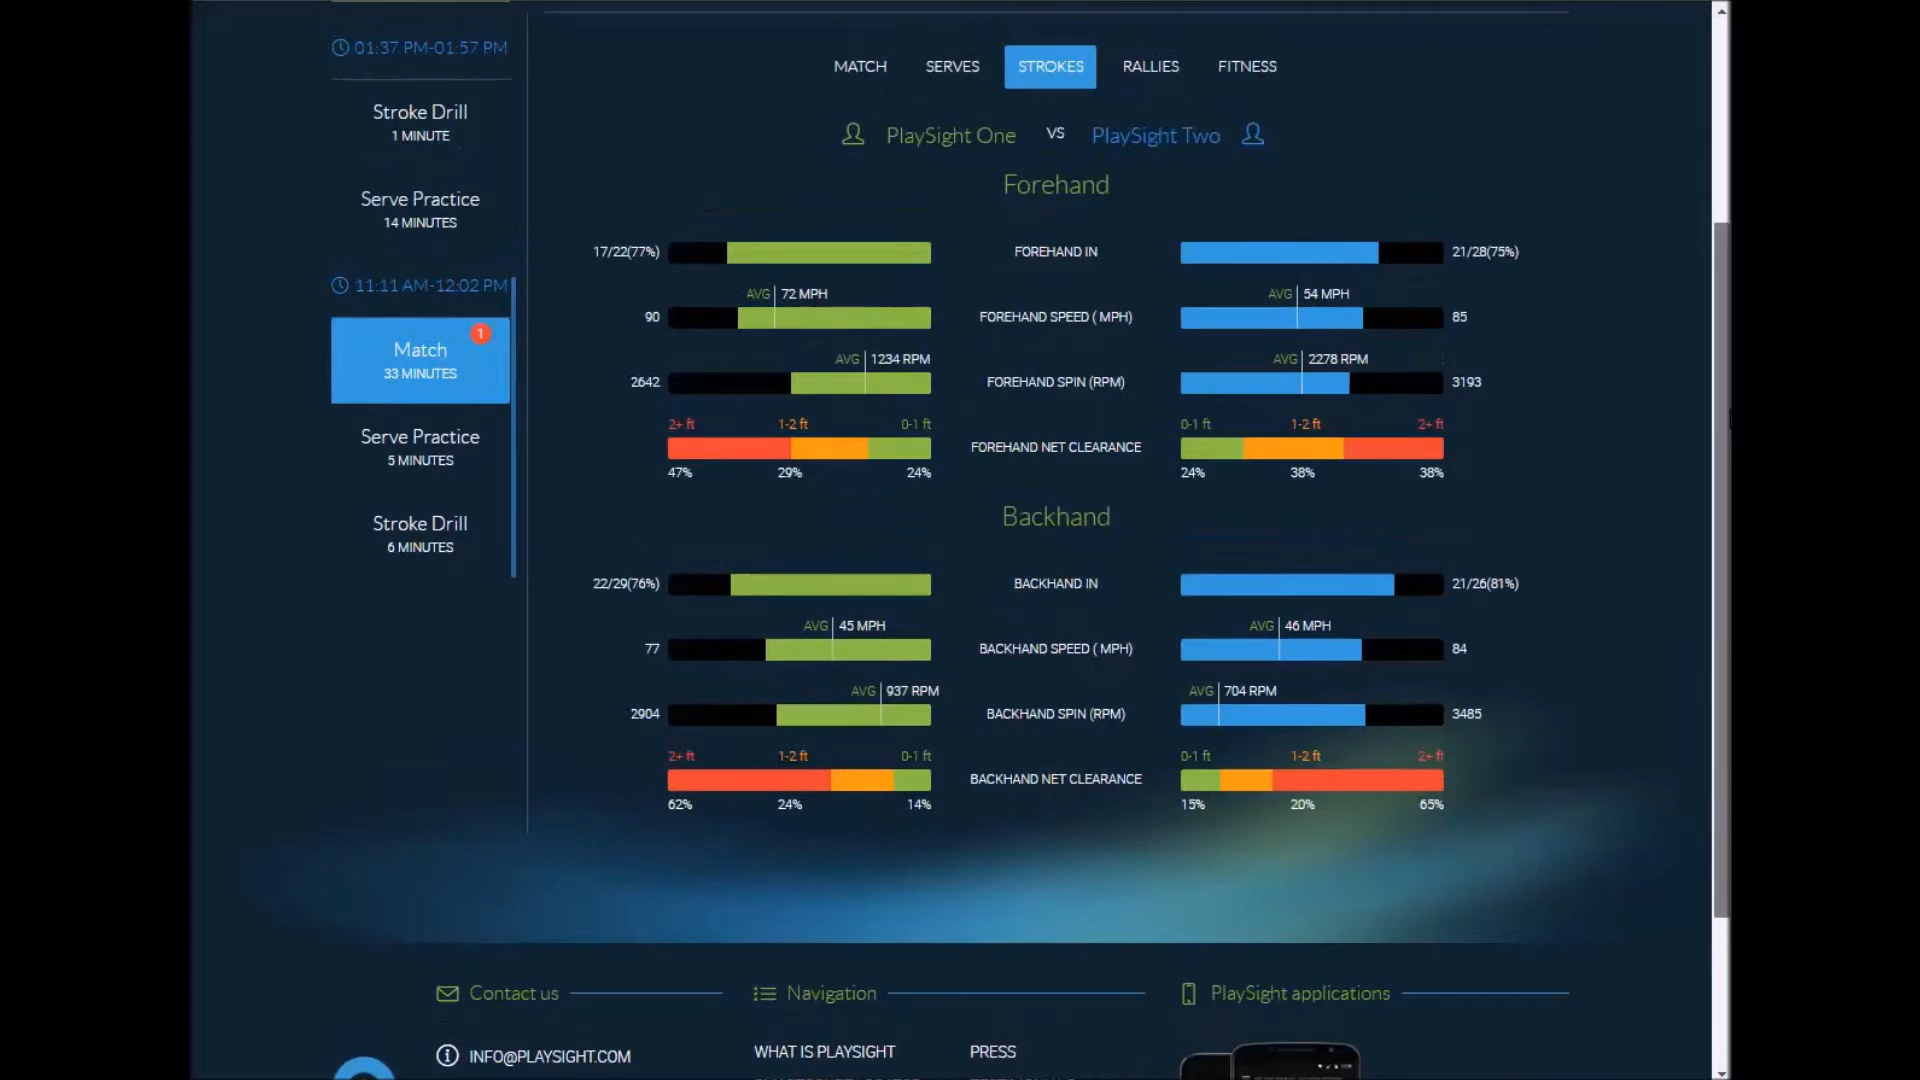 01:37 PM-01:57 PM
Stroke Drill
1 MINUTE
Serve Practice
14 MINUTES
11:11 AM-12:02 PM
Match
1
33 MINUTES
Serve Practice
5 MINUTES
Stroke Drill
6 MINUTES
MATCH SERVES STROKES RALLIES FITNESS
PlaySight One VS PlaySight Two
Forehand
17/22(77%) FOREHAND IN 21/28(75%)
AVG 72 MPH AVG 54 MPH
90 FOREHAND SPEED ( MPH) 85
AVG 1234 RPM AVG 2278 RPM
2642 FOREHAND SPIN (RPM) 3193
2+ ft 1-2 ft 0-1 ft 0-1 ft 1-2 ft 2+ ft
FOREHAND NET CLEARANCE
47% 29% 24% 24% 38% 38%
Backhand
22/29(76%) BACKHAND IN 21/26(81%)
AVG 45 MPH AVG 46 MPH
77 BACKHAND SPEED ( MPH) 84
AVG 937 RPM AVG 704 RPM
2904 BACKHAND SPIN (RPM) 3485
2+ ft 1-2 ft 0-1 ft 0-1 ft 1-2 ft 2+ ft
BACKHAND NET CLEARANCE
62% 24% 14% 15% 20% 65%
Contact us Navigation PlaySight applications
INFO@PLAYSIGHT.COM WHAT IS PLAYSIGHT PRESS